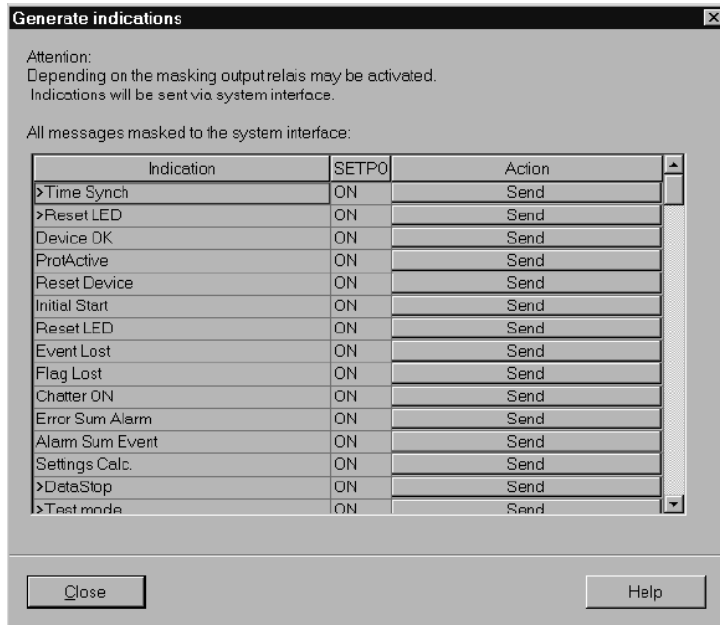 Generate indications
Attention:
Depending on the masking output relais may be activated.
Indications will be sent via system interface.
All messages masked to the system interface:
Indication SETPO Action
>Time Synch ON Send
>Reset LED ON Send
Device OK ON Send
ProtActive ON Send
Reset Device ON Send
Initial Start ON Send
Reset LED ON Send
Event Lost ON Send
Flag Lost ON Send
Chatter ON ON Send
Error Sum Alarm ON Send
Alarm Sum Event ON Send
Settings Calc. ON Send
>DataStop ON Send
>Test mode ON Send
Close Help